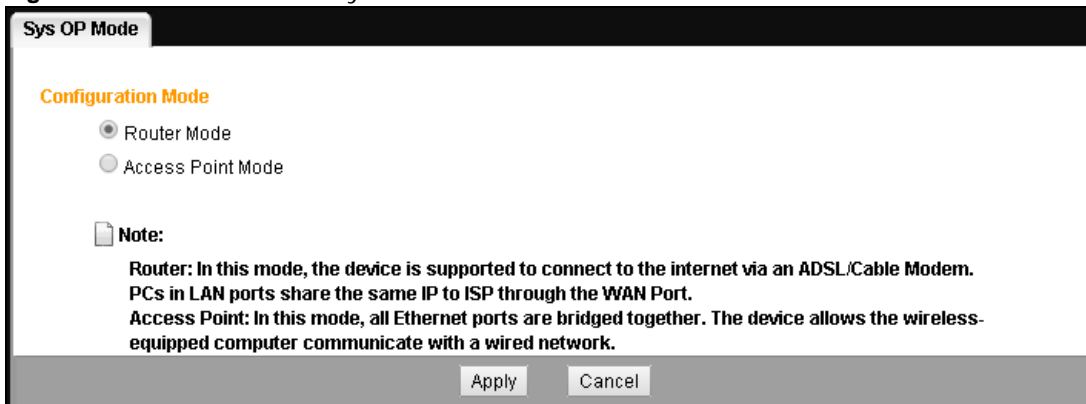 Sys OP Mode
Configuration Mode
Router Mode
Access Point Mode
Note:
Router: In this mode, the device is supported to connect to the internet via an ADSL/Cable Modem.
PCs in LAN ports share the same IP to ISP through the WAN Port.
Access Point: In this mode, all Ethernet ports are bridged together. The device allows the wireless-
equipped computer communicate with a wired network.
Apply Cancel